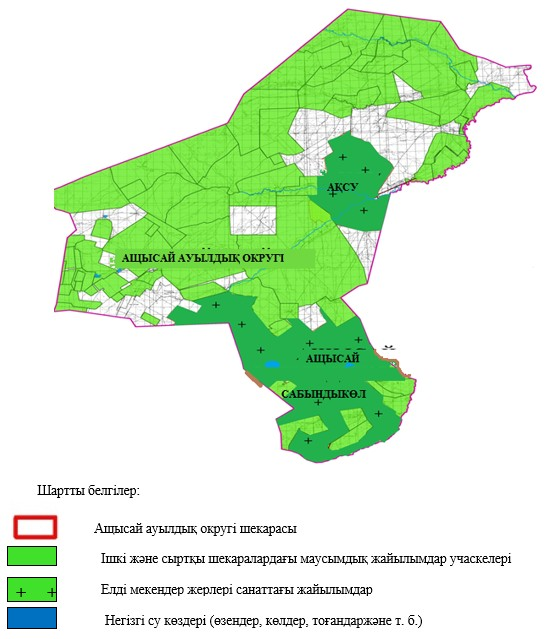 АҚСУ
АЩЫСАЙ АУЫЛДЫҚ ОКРУГІ
АЩЫСАЙ
САБЫНДЫКӨЛ
Шартты белгілер:
Ащысай ауылдық округі шекарасы
Ішкі және сыртқы шекаралардағы маусымдық жайылымдар учаскелері
Елді мекендер жерлері санаттағы жайылымдар
Негізгі су көздері (өзендер, көлдер, тоғандаржәне т. б.)